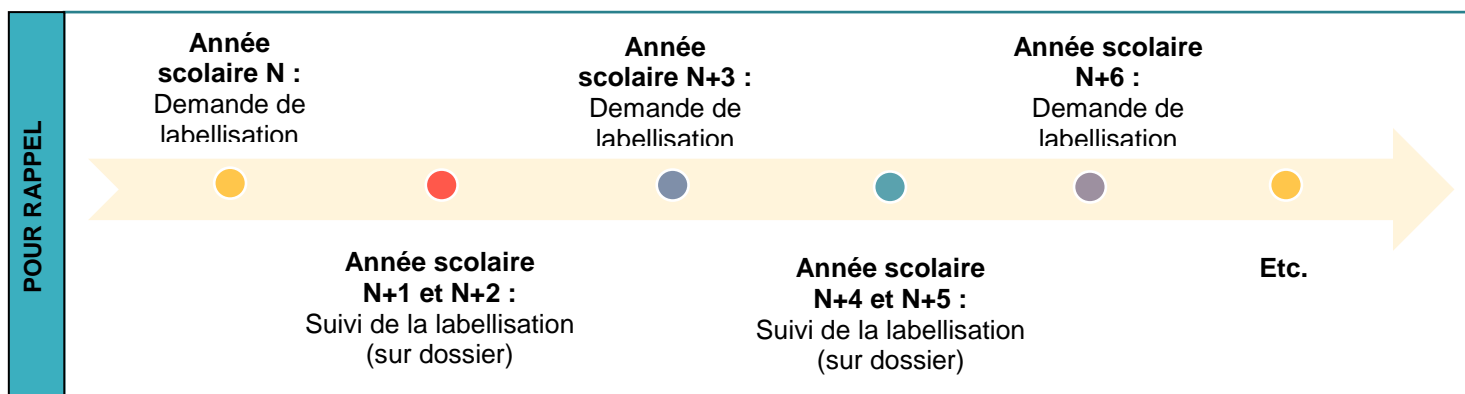 POUR RAPPEL
Année
scolaire N :
Demande de
labellisation
Année
scolaire N+3 :
Demande de
labellisation
Année scolaire
N+6 :
Demande de
labellisation
Année scolaire
N+1 et N+2 :
Suivi de la labellisation
(sur dossier)
Année scolaire
N+4 et N+5 :
Suivi de la labellisation
(sur dossier)
Etc.